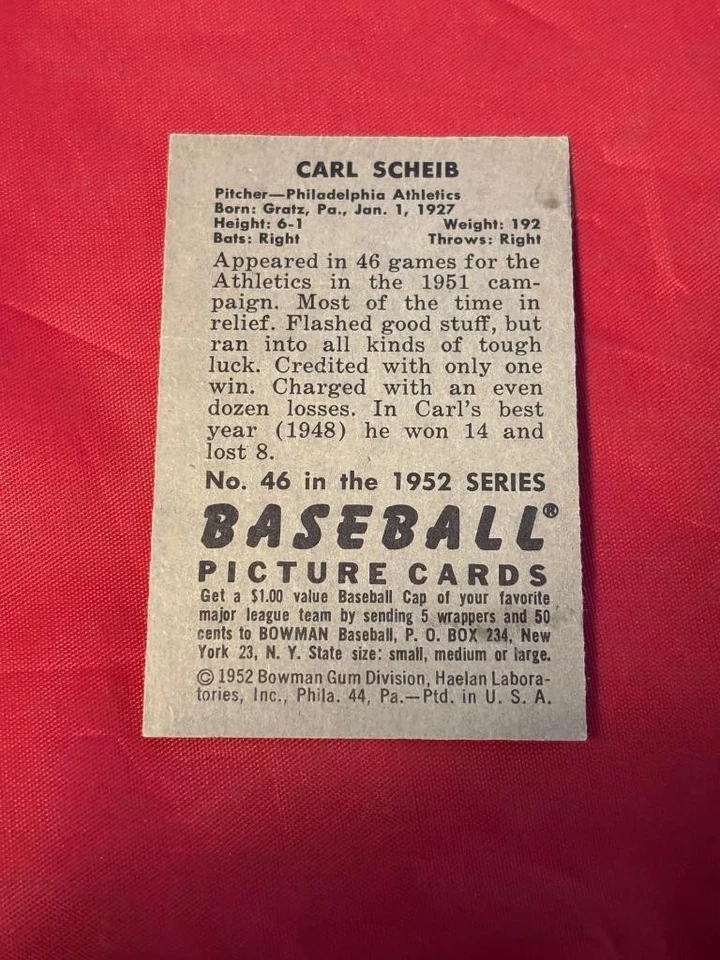 CARL SCHEIB
Pitcher—Philadelphia Athletics
Born: Gratz, Pa., Jan. 1, 1927
Height: 6-1 Weight: 192
Bats: Right Throws: Right
Appeared in 46 games for the
Athletics in the 1951 cam-
paign. Most of the time in
relief. Flashed good stuff, but
ran into all kinds of tough
luck. Credited with only one
win. Charged with an even
dozen losses. In Carl's best
year (1948) he won 14 and
lost 8.
No. 46 in the 1952 SERIES
BASEBALL®
PICTURE CARDS
Get a $1.00 value Baseball Cap of your favorite
major league team by sending 5 wrappers and 50
cents to BOWMAN Baseball, P. O. BOX 234, New
York 23, N. Y. State size: small, medium or large.
© 1952 Bowman Gum Division, Haelan Labora-
tories, Inc., Phila. 44, Pa.—Ptd. in U. S. A.